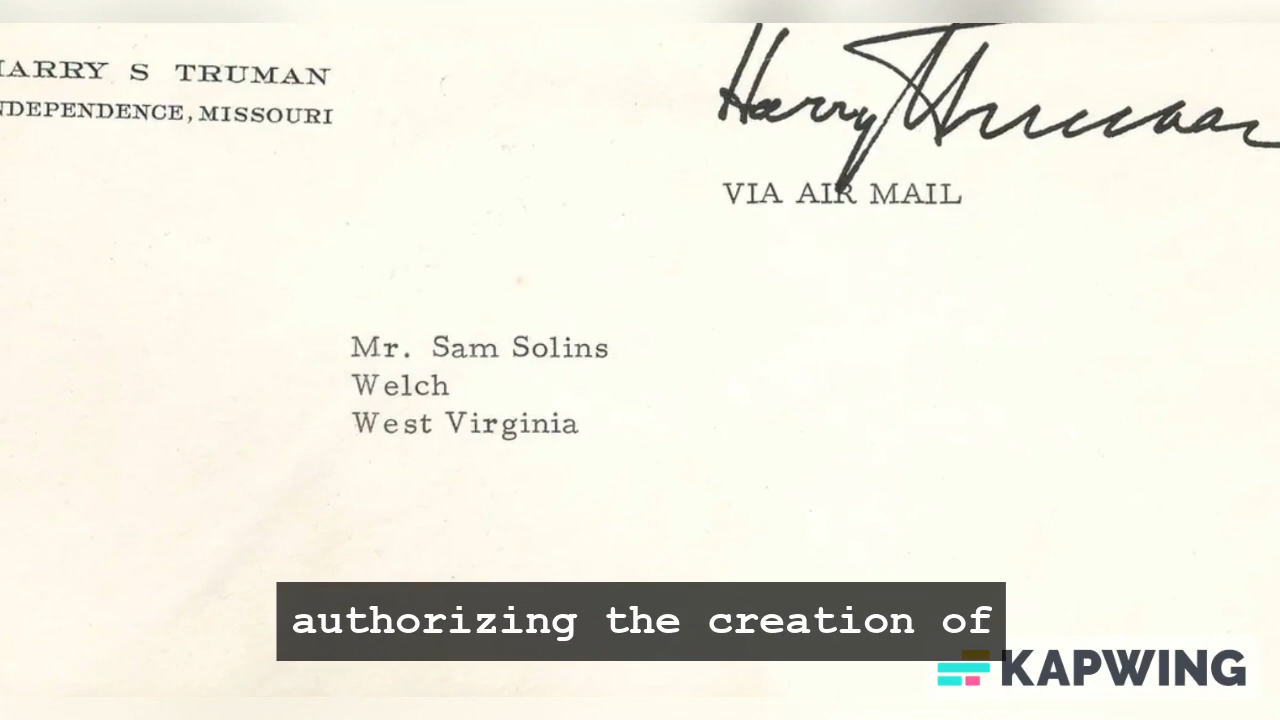 HARRY S TRUMAN
INDEPENDENCE, MISSOURI
Harry Truman
VIA AIR MAIL
Mr. Sam Solins
Welch
West Virginia
authorizing the creation of
KAPWING